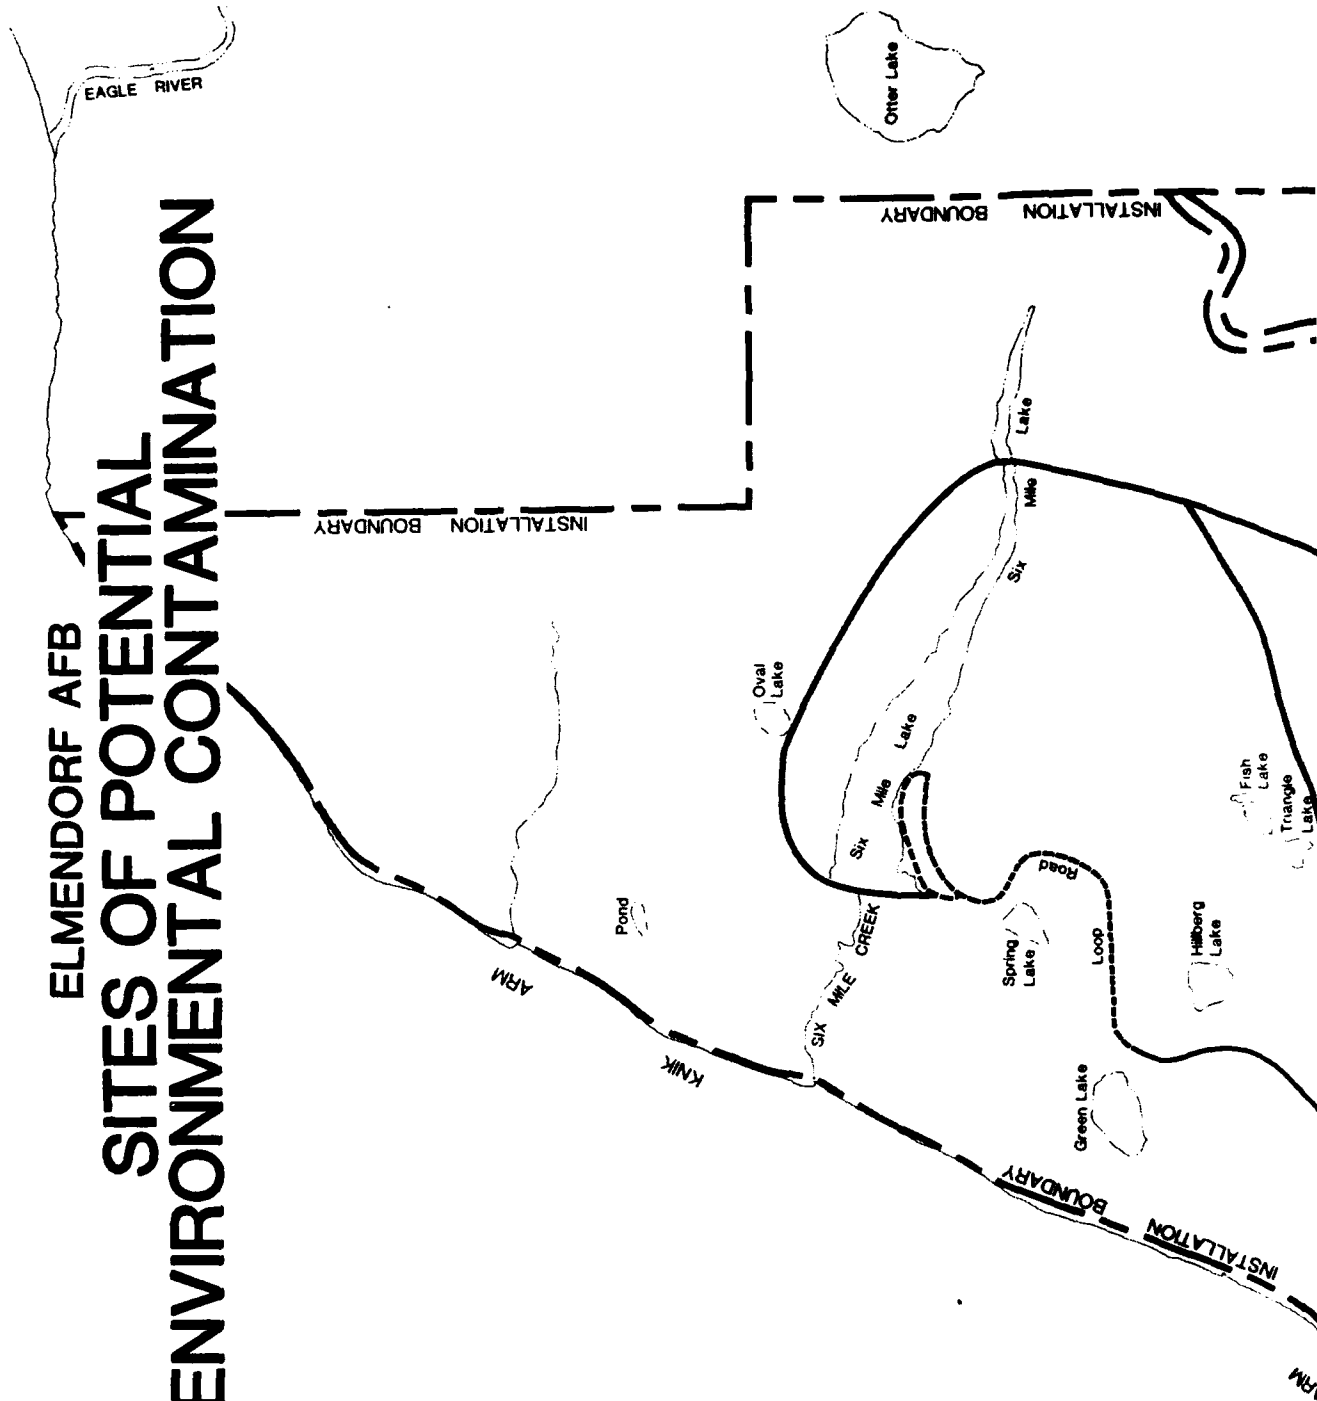 ELMENDORF AFB
SITES OF POTENTIAL
ENVIRONMENTAL CONTAMINATION
EAGLE RIVER
Otter Lake
INSTALLATION BOUNDARY
INSTALLATION BOUNDARY
Six Mile Lake
Oval
Lake
Six Mile Lake
Fish
Lake
Triangle
Lake
Pond
SIX MILE CREEK
Spring
Lake
Loop Road
Hillberg
Lake
Green Lake
KNIK ARM
INSTALLATION BOUNDARY
ARM